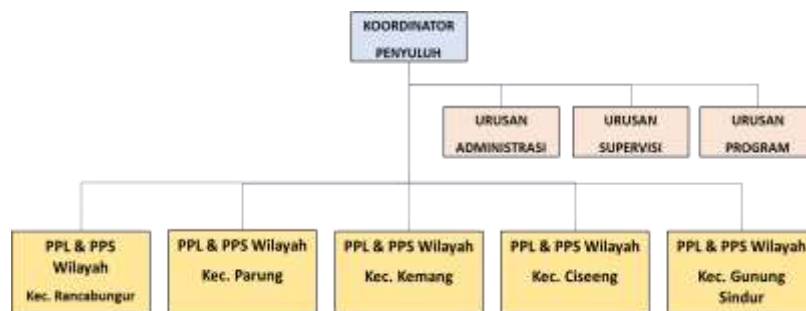 KOORDINATOR
PENYULUH
URUSAN
ADMINISTRASI
URUSAN
SUPERVISI
URUSAN
PROGRAM
PPL & PPS
Wilayah
Kec. Rancabungur
PPL & PPS Wilayah
Kec. Parung
PPL & PPS Wilayah
Kec. Kemang
PPL & PPS Wilayah
Kec. Ciseeng
PPL & PPS Wilayah
Kec. Gunung
Sindur